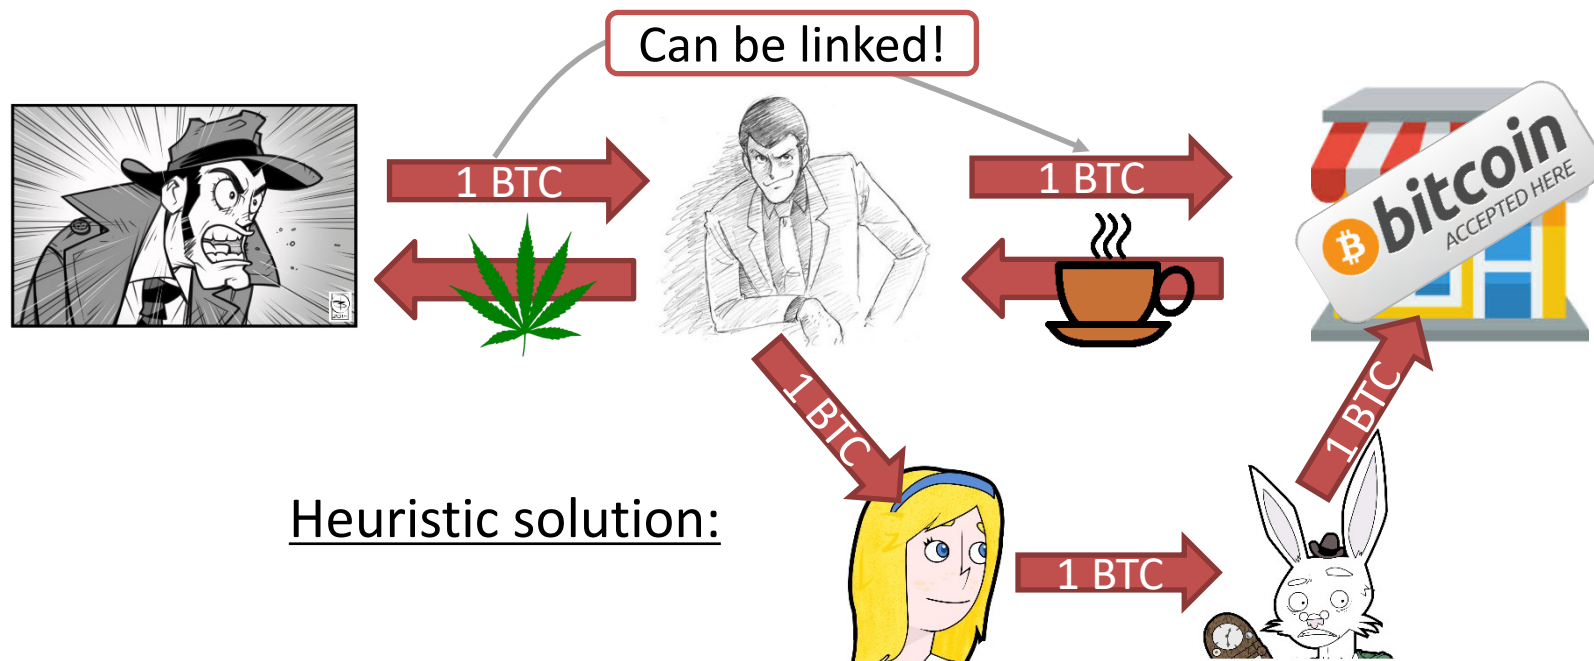 Can be linked!
1 BTC
1 BTC
bitcoin
ACCEPTED HERE
1 BTC
1 BTC
Heuristic solution:
1 BTC